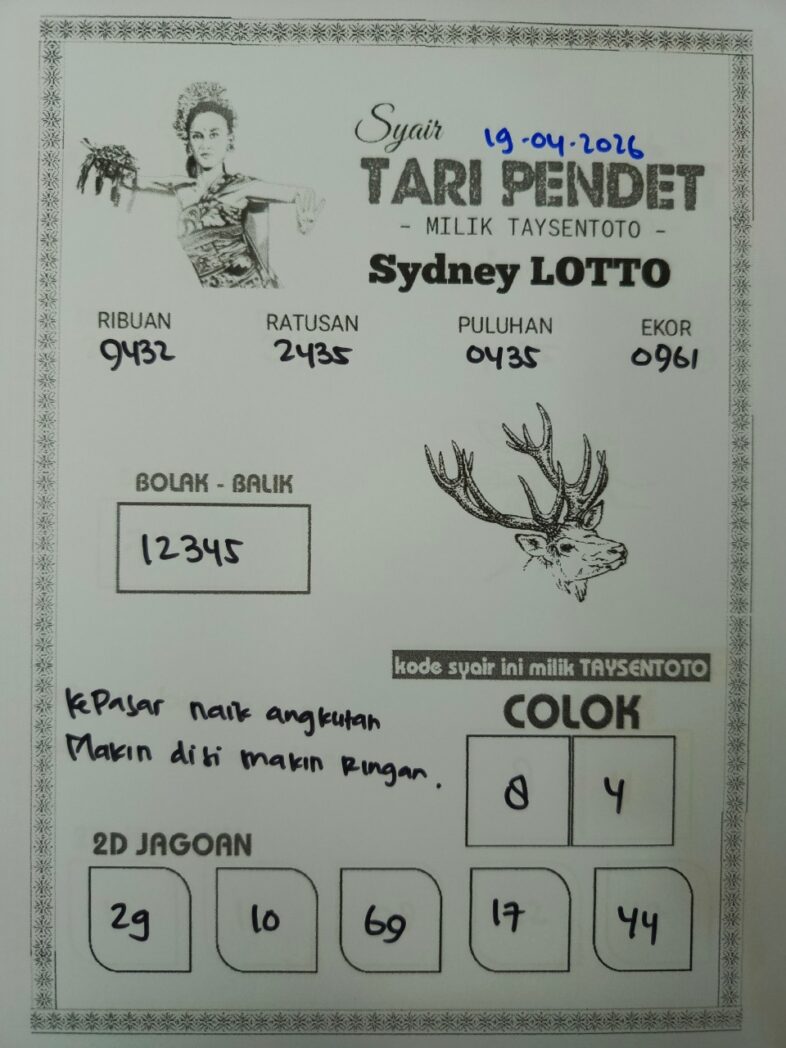 Syair 19-04-2026
TARI PENDET
- MILIK TAYSENTOTO -
Sydney LOTTO
RIBUAN RATUSAN PULUHAN EKOR
9432 2435 0435 0961
BOLAK - BALIK
12345
kode syair ini milik TAYSENTOTO
kePasar naik angkutan
Makin diti makin Ringan.
COLOK
8 4
2D JAGOAN
29 10 69 17 44